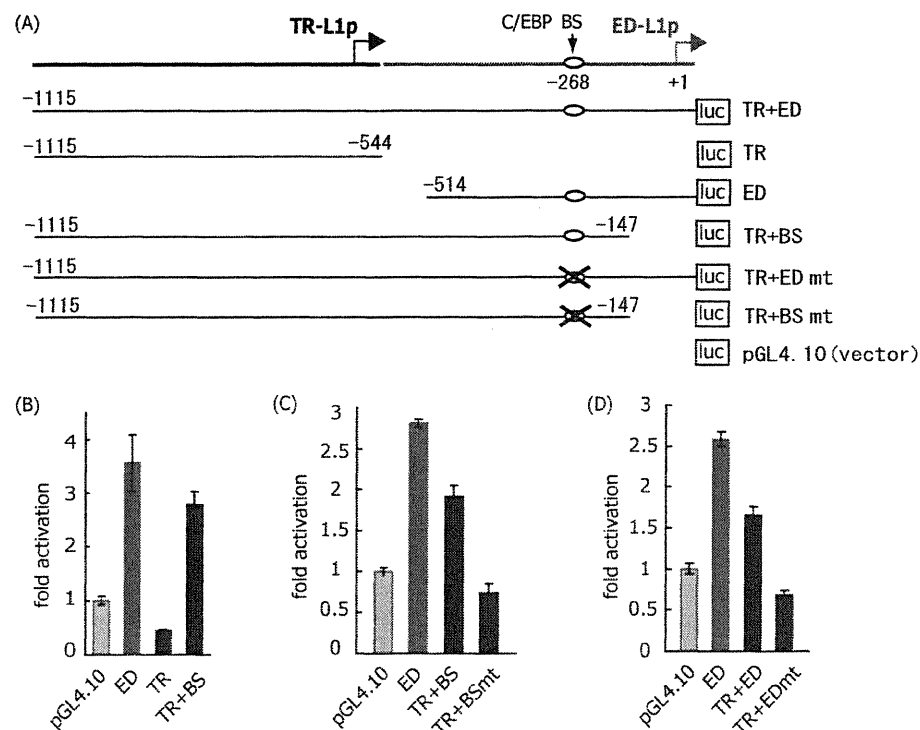 (A)
TR-L1p
C/EBP BS
ED-L1p
-268
+1
-1115
luc TR+ED
-1115
-544
luc TR
-514
luc ED
-1115
-147
luc TR+BS
-1115
luc TR+ED mt
-1115
-147
luc TR+BS mt
luc pGL4.10(vector)
(B)
fold activation
4
3
2
1
0
pGL4.10
ED
TR
TR+BS
(C)
fold activation
3
2.5
2
1.5
1
0.5
0
pGL4.10
ED
TR+BS
TR+BSmt
(D)
fold activation
3
2.5
2
1.5
1
0.5
0
pGL4.10
ED
TR+ED
TR+EDmt